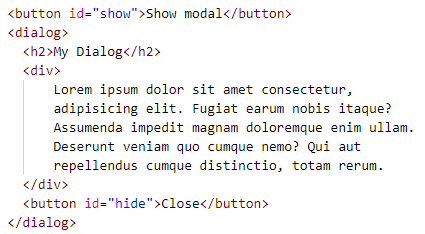 <button id="show">Show modal</button>
<dialog>
  <h2>My Dialog</h2>
  <div>
      Lorem ipsum dolor sit amet consectetur,
      adipisicing elit. Fugiat earum nobis itaque?
      Assumenda impedit magnam doloremque enim ullam.
      Deserunt veniam quo cumque nemo? Qui aut
      repellendus cumque distinctio, totam rerum.
  </div>
  <button id="hide">Close</button>
</dialog>